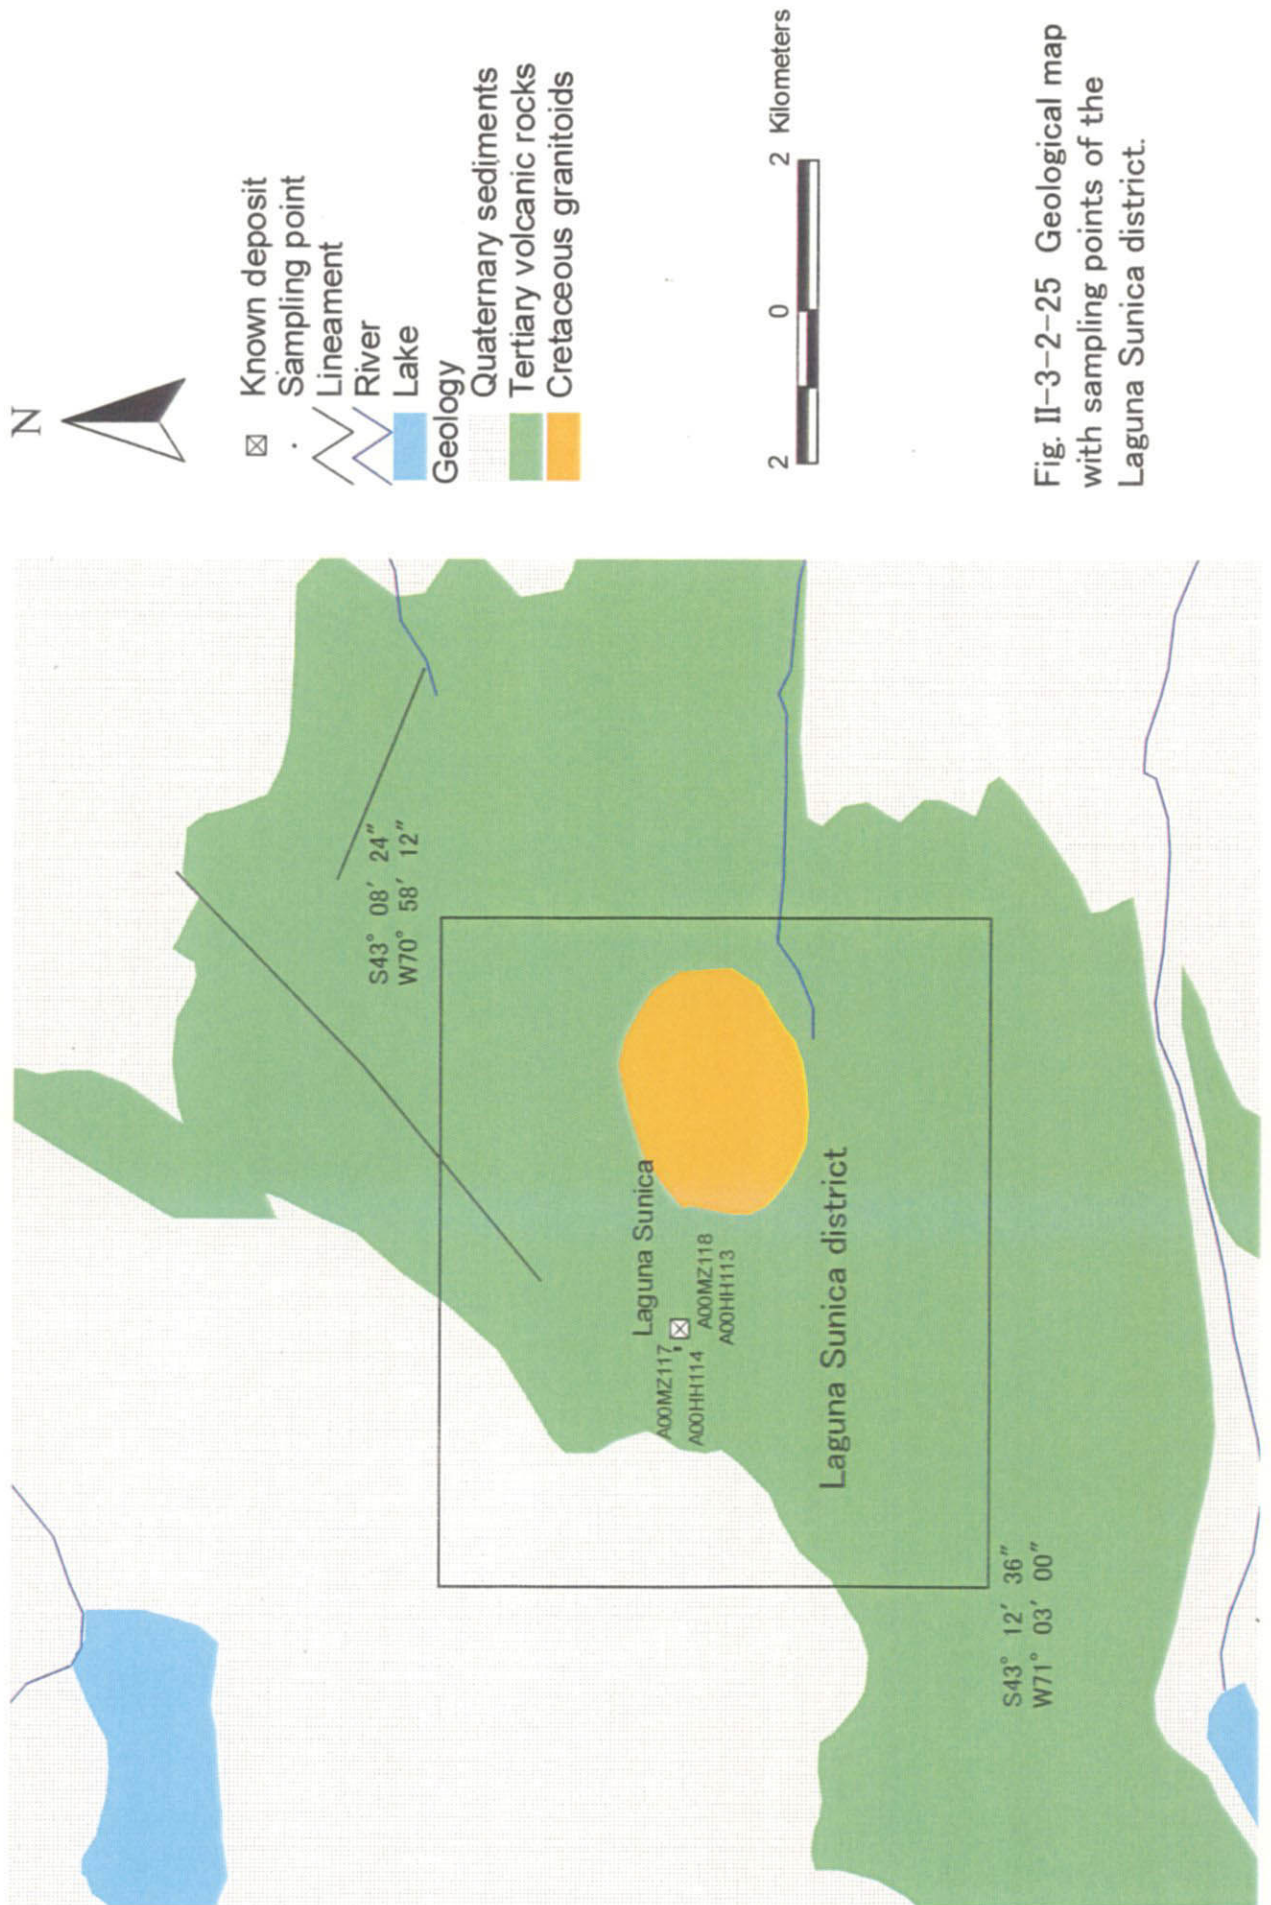 N
Known deposit
Sampling point
Lineament
River
Lake
Geology
Quaternary sediments
Tertiary volcanic rocks
Cretaceous granitoids
2 0 2 Kilometers
Fig. II-3-2-25 Geological map
with sampling points of the
Laguna Sunica district.
S43° 08′ 24″
W70° 58′ 12″
Laguna Sunica
A00MZ117
A00HH114
A00MZ118
A00HH113
Laguna Sunica district
S43° 12′ 36″
W71° 03′ 00″